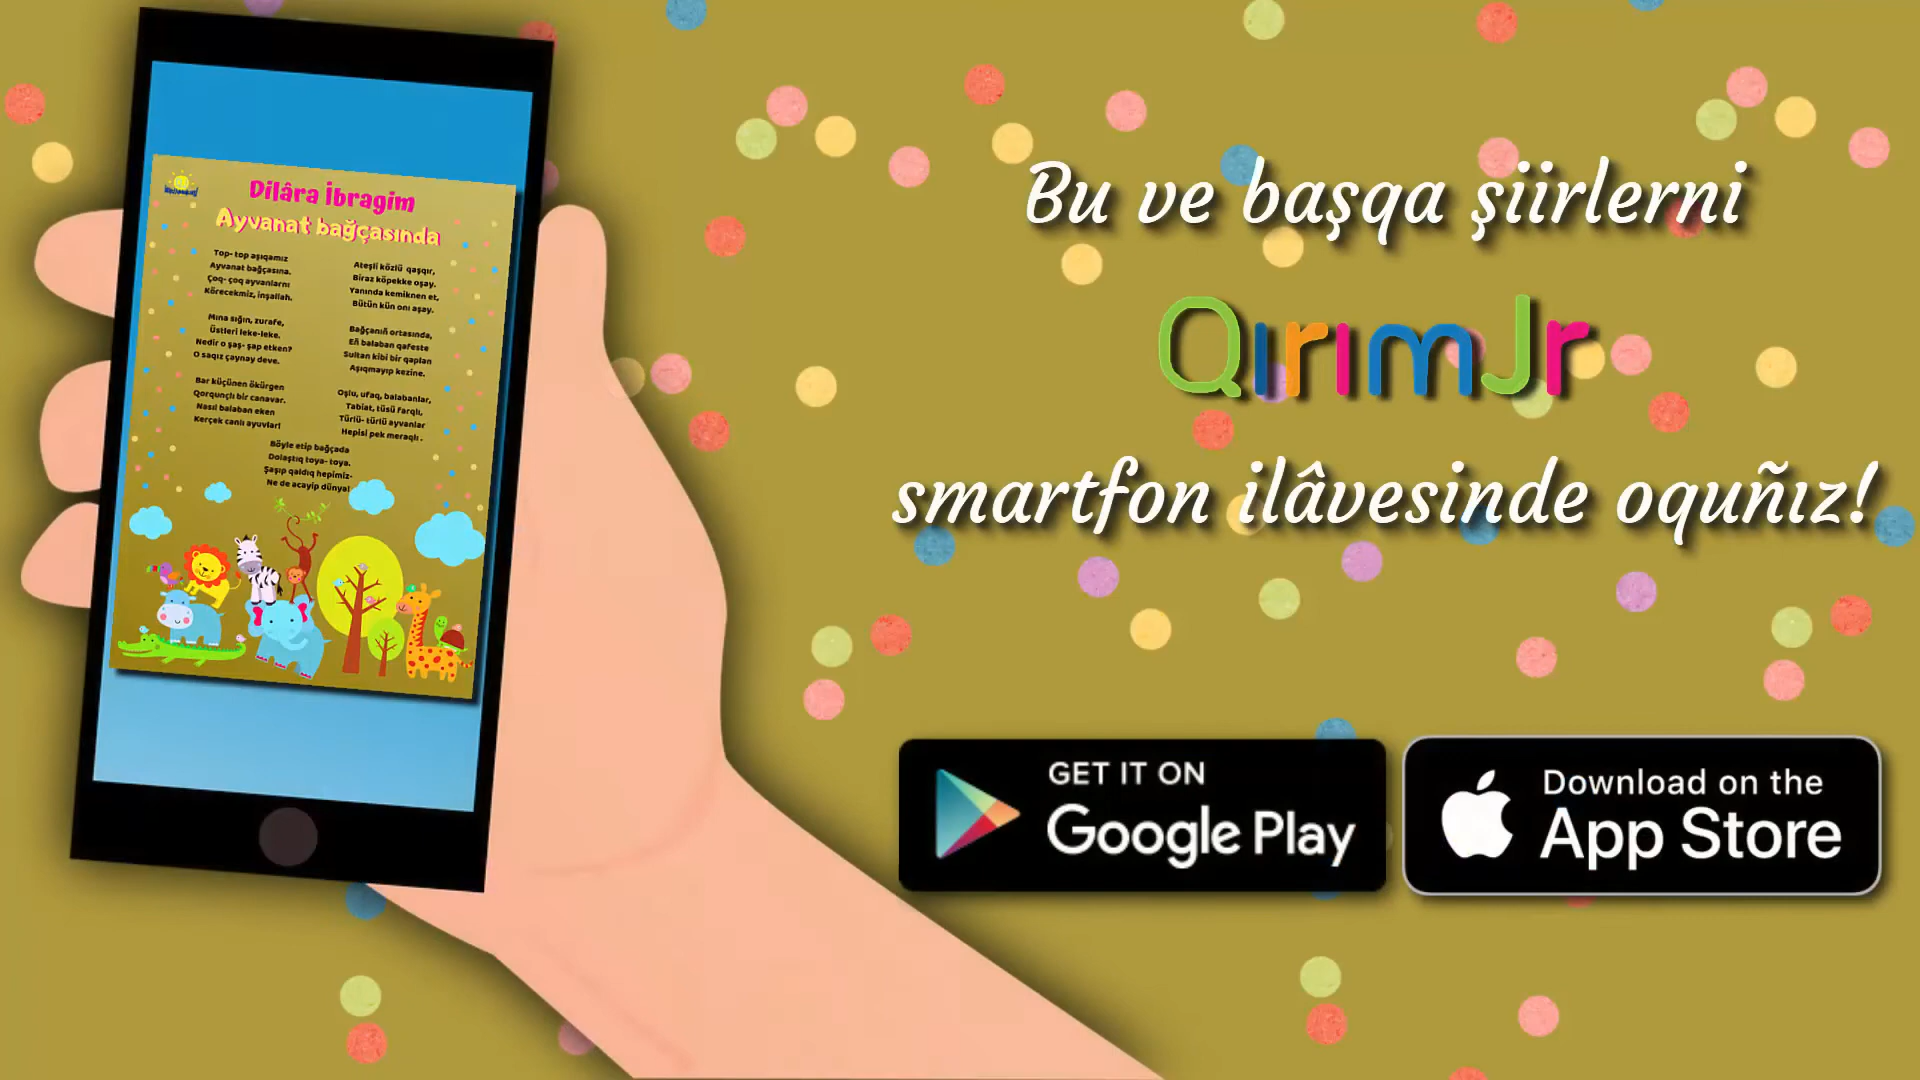 Dilâra İbragim
Ayvanat bağçasında
Top- top aşıqamız
Ayvanat bağçasına.
Çoq- çoq ayvanlarnı
Körecekmiz, inşallah.
Mına sığın, zurafe,
Üstleri leke-leke.
Nedir o şaş- şap etken?
O saqız çaynay deve.
Bar küçünen ökürgen
Qorqunçlı bir canavar.
Nasıl balaban eken
Kerçek canlı ayuvlar!
Ateşli közlü qaşqır,
Biraz köpekke oşay.
Yanında kemiknen et,
Bütün kün onı aşay.
Bağçanıñ ortasında,
Eñ balaban qafeste
Sultan kibi bir qaplan
Aşıqmayıp kezine.
Oşlu, ufaq, balabanlar,
Tabiat, tüsü farqlı,
Türlü- türlü ayvanlar
Hepisi pek meraqlı .
Böyle etip bağçada
Dolaştıq toya- toya.
Şaşıp qaldıq hepimiz-
Ne de acayip dünya!
Bu ve başqa şiirlerni
QırımJr
smartfon ilâvesinde oquñız!
GET IT ON
Google Play
Download on the
App Store